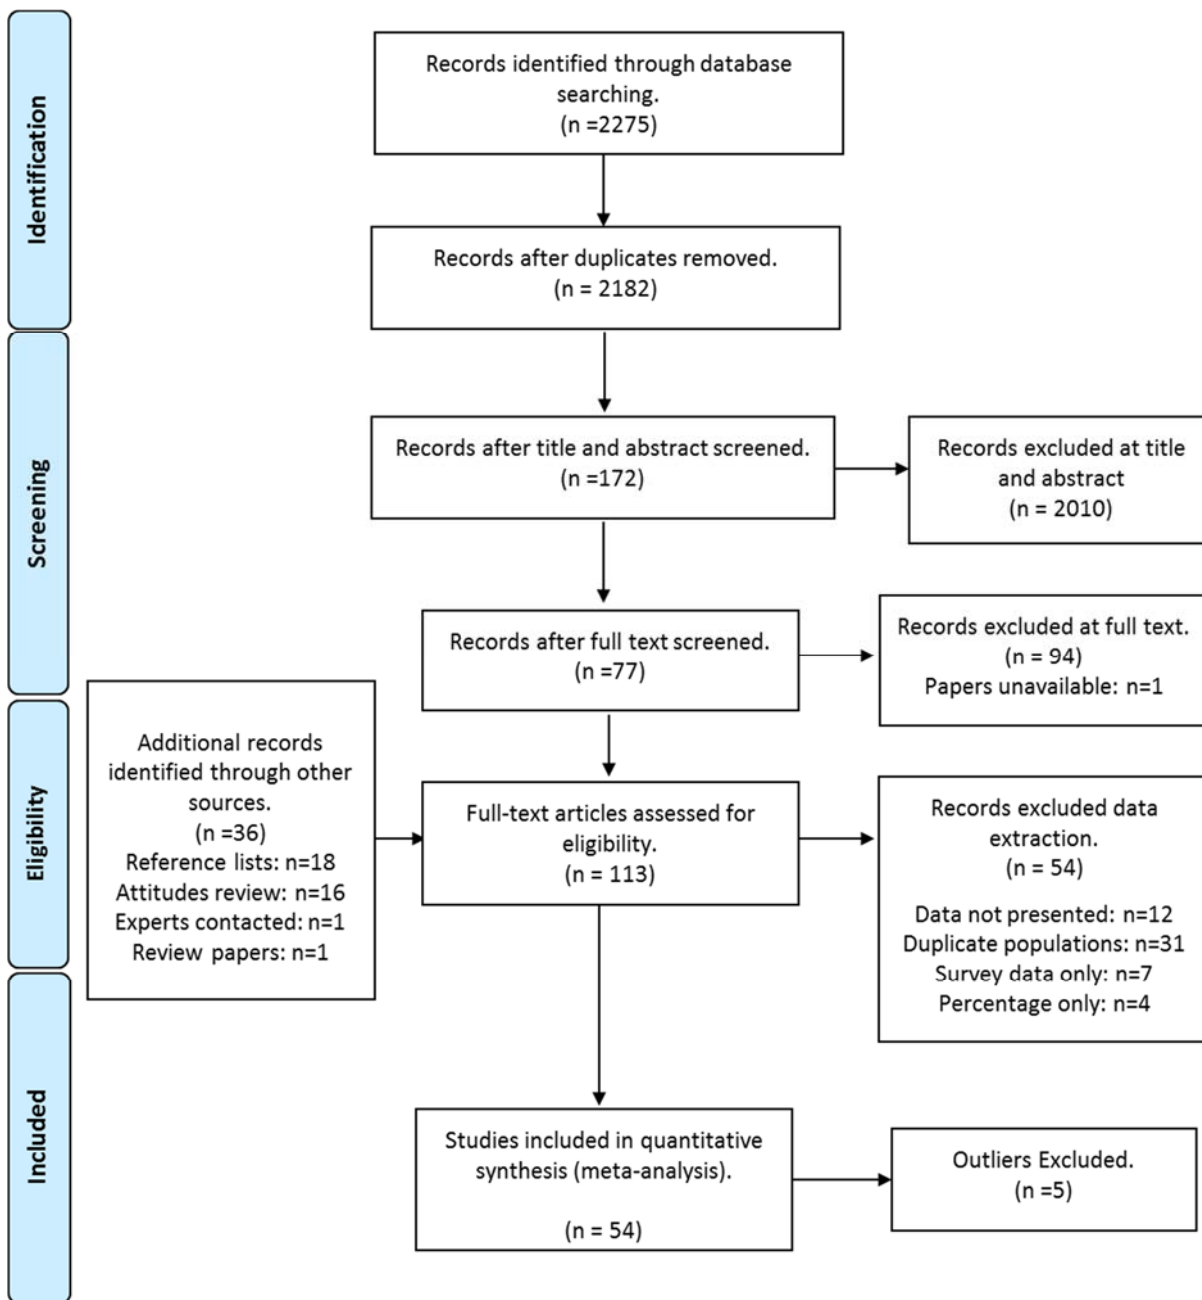 Identification
Records identified through database
searching.
(n =2275)
Records after duplicates removed.
(n = 2182)
Screening
Records after title and abstract screened.
(n =172)
Records excluded at title
and abstract
(n = 2010)
Records after full text screened.
(n =77)
Records excluded at full text.
(n = 94)
Papers unavailable: n=1
Eligibility
Additional records
identified through other
sources.
(n =36)
Reference lists: n=18
Attitudes review: n=16
Experts contacted: n=1
Review papers: n=1
Full-text articles assessed for
eligibility.
(n = 113)
Records excluded data
extraction.
(n = 54)
Data not presented: n=12
Duplicate populations: n=31
Survey data only: n=7
Percentage only: n=4
Included
Studies included in quantitative
synthesis (meta-analysis).
(n = 54)
Outliers Excluded.
(n =5)